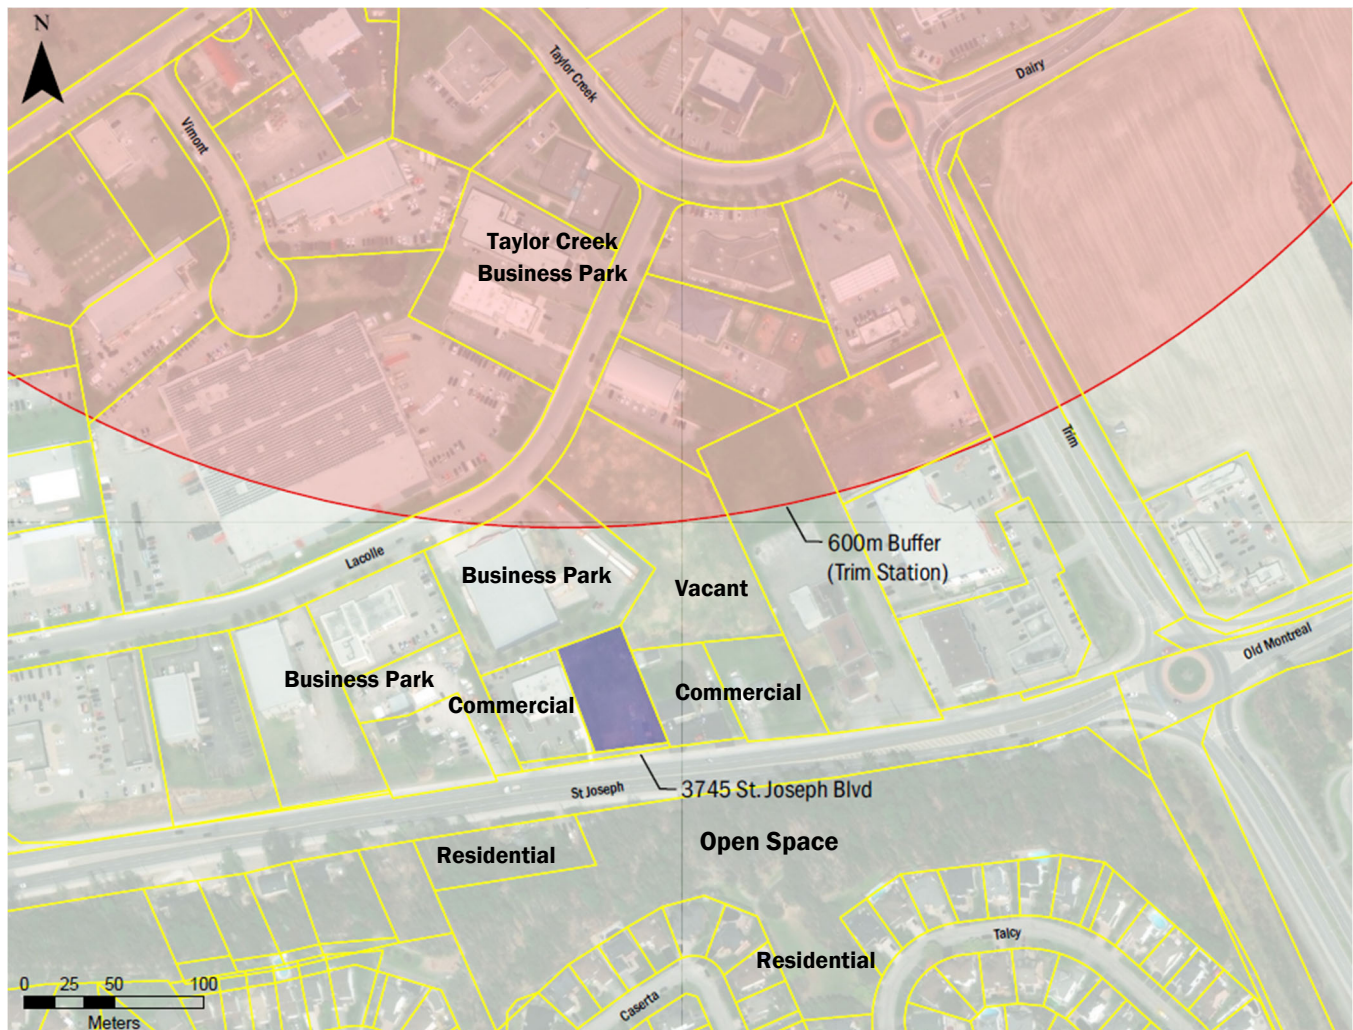 N
Taylor Creek
Dairy
Vimont
Taylor Creek
Business Park
Trim
600m Buffer
(Trim Station)
Lacolle
Business Park
Vacant
Old Montreal
Business Park
Commercial
Commercial
St Joseph
3745 St. Joseph Blvd
Open Space
Residential
Talcy
Residential
Caserta
0 25 50 100
Meters